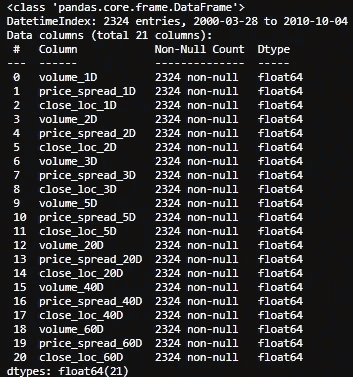 <class 'pandas.core.frame.DataFrame'>
DatetimeIndex: 2324 entries, 2000-03-28 to 2010-10-04
Data columns (total 21 columns):
 #   Column           Non-Null Count  Dtype
---  ------           --------------  -----
 0   volume_1D        2324 non-null   float64
 1   price_spread_1D  2324 non-null   float64
 2   close_loc_1D     2324 non-null   float64
 3   volume_2D        2324 non-null   float64
 4   price_spread_2D  2324 non-null   float64
 5   close_loc_2D     2324 non-null   float64
 6   volume_3D        2324 non-null   float64
 7   price_spread_3D  2324 non-null   float64
 8   close_loc_3D     2324 non-null   float64
 9   volume_5D        2324 non-null   float64
 10  price_spread_5D  2324 non-null   float64
 11  close_loc_5D     2324 non-null   float64
 12  volume_20D       2324 non-null   float64
 13  price_spread_20D 2324 non-null   float64
 14  close_loc_20D    2324 non-null   float64
 15  volume_40D       2324 non-null   float64
 16  price_spread_40D 2324 non-null   float64
 17  close_loc_40D    2324 non-null   float64
 18  volume_60D       2324 non-null   float64
 19  price_spread_60D 2324 non-null   float64
 20  close_loc_60D    2324 non-null   float64
dtypes: float64(21)